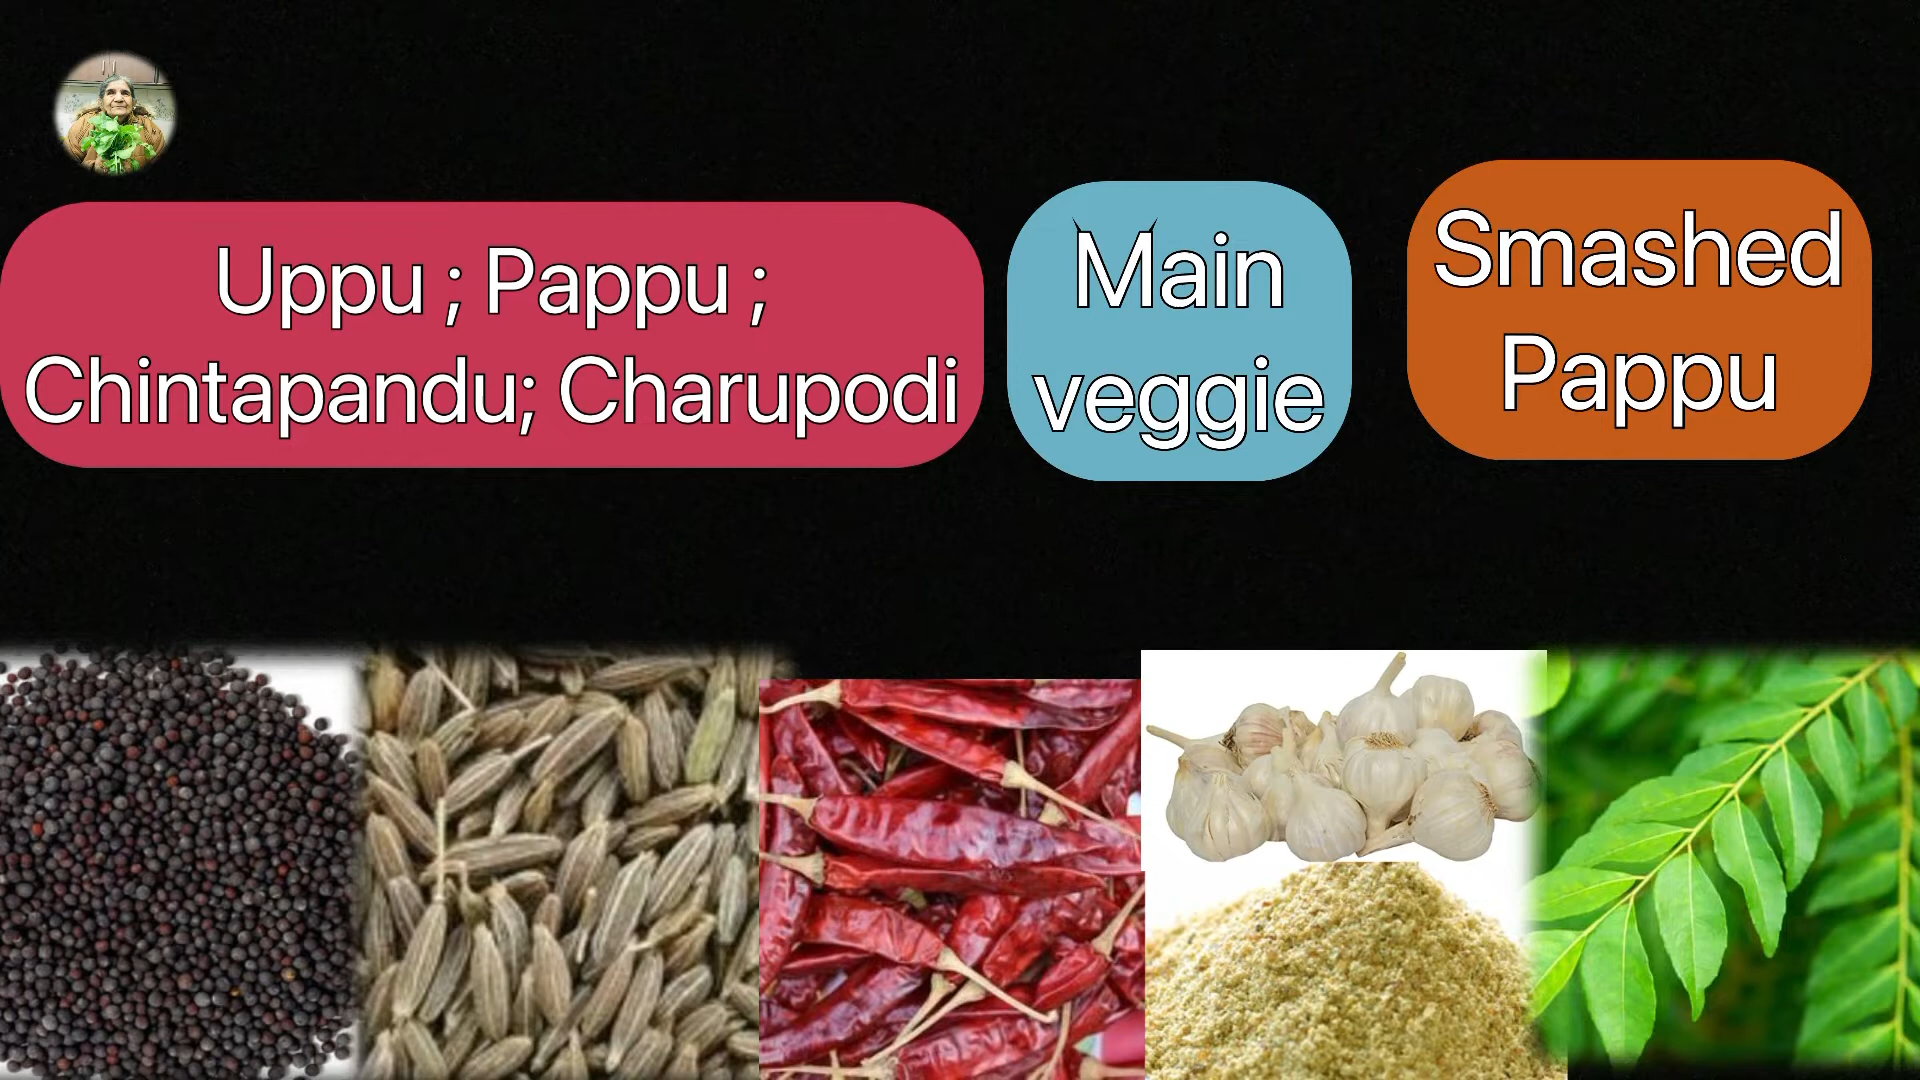 Uppu ; Pappu ;
Chintapandu; Charupodi
Main
veggie
Smashed
Pappu